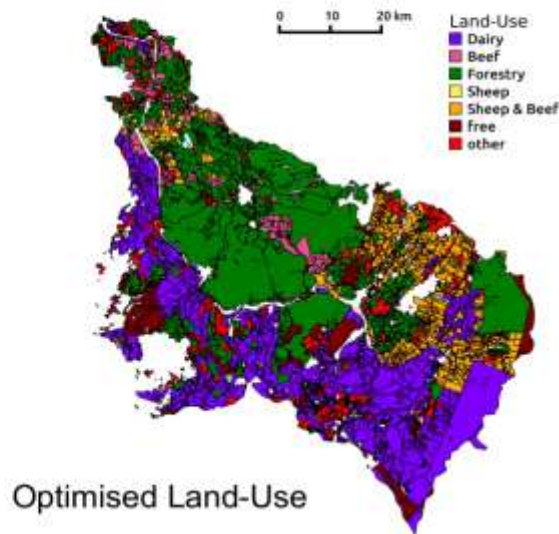 0 10 20 km
Land-Use
Dairy
Beef
Forestry
Sheep
Sheep & Beef
free
other
Optimised Land-Use